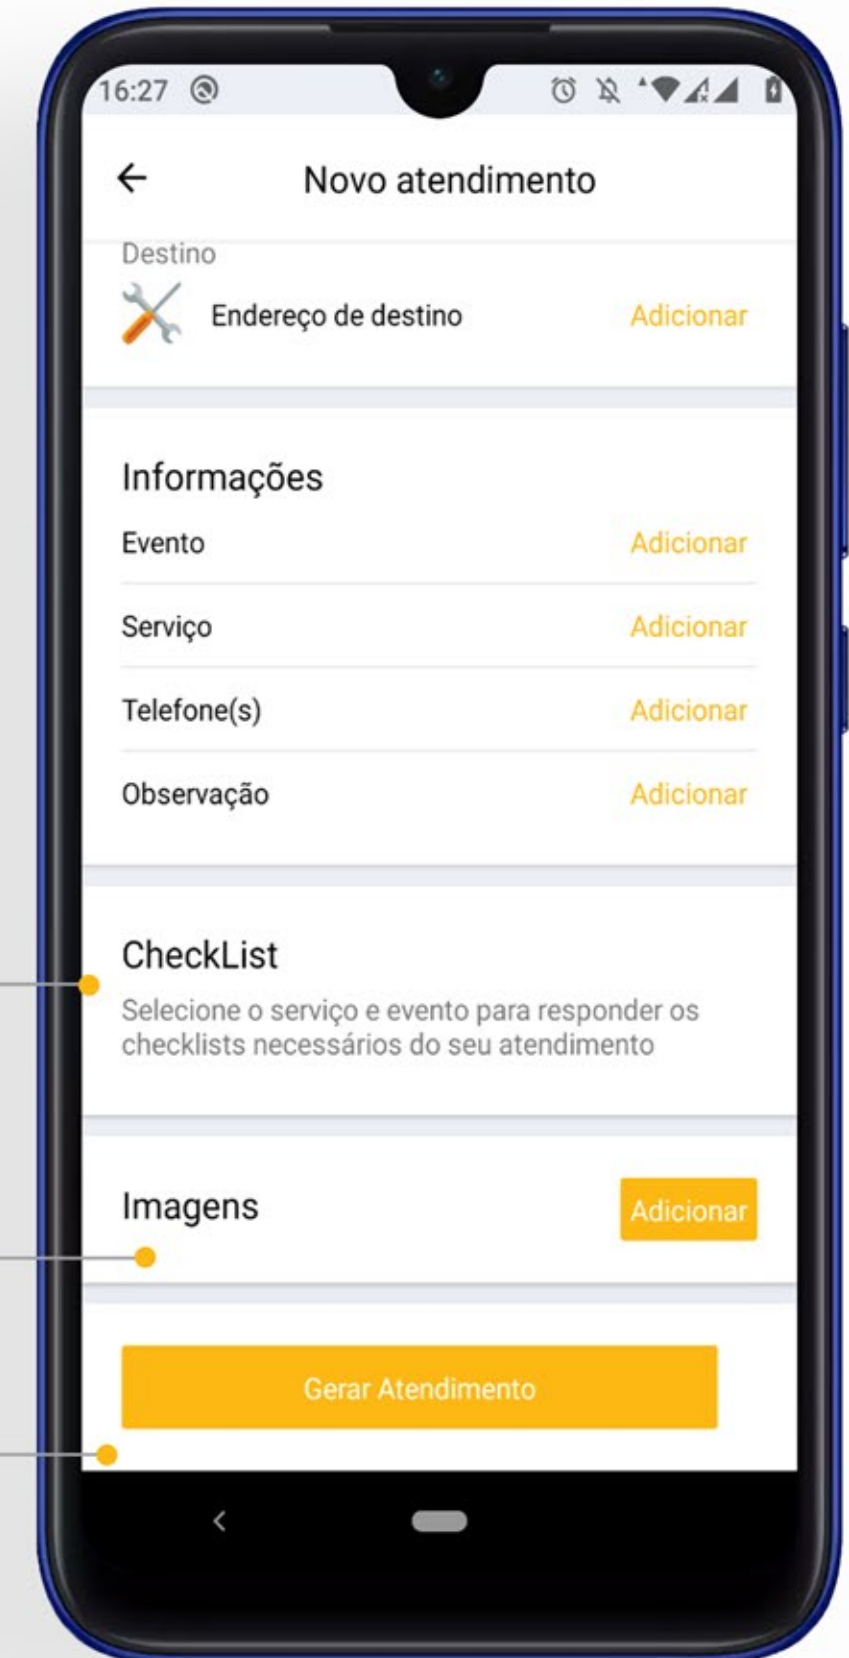 16:27
Novo atendimento
Destino
Endereço de destino Adicionar
Informações
Evento Adicionar
Serviço Adicionar
Telefone(s) Adicionar
Observação Adicionar
CheckList
Selecione o serviço e evento para responder os
checklists necessários do seu atendimento
Imagens Adicionar
Gerar Atendimento